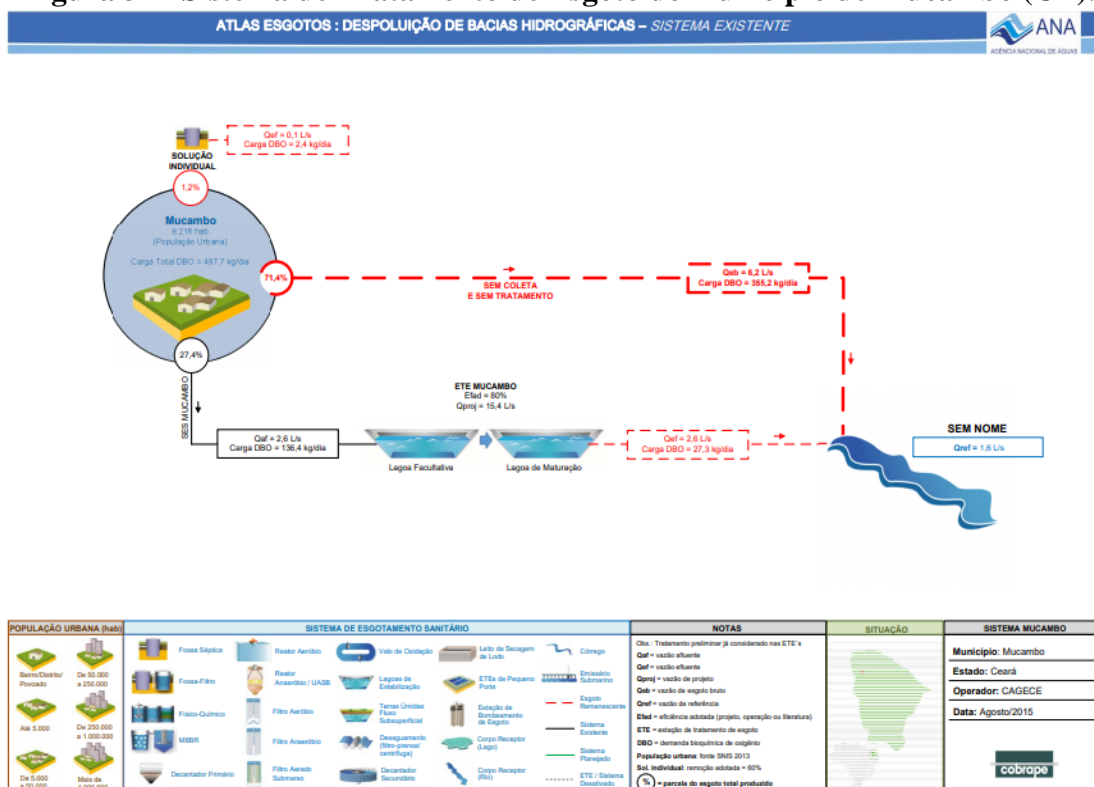 ATLAS ESGOTOS : DESPOLUIÇÃO DE BACIAS HIDROGRÁFICAS – SISTEMA EXISTENTE
ANA
AGÊNCIA NACIONAL DE ÁGUAS
Qef = 0,1 L/s
Carga DBO = 2,4 kg/dia
SOLUÇÃO
INDIVIDUAL
1,2%
Mucambo
9.218 hab
(População Urbana)
Carga Total DBO = 497,7 kg/dia
71,4%
SEM COLETA
E SEM TRATAMENTO
Qeb = 6,2 L/s
Carga DBO = 355,2 kg/dia
27,4%
SES MUCAMBO
Qaf = 2,6 L/s
Carga DBO = 136,4 kg/dia
ETE MUCAMBO
Efad = 80%
Qproj = 15,4 L/s
Lagoa Facultativa
Lagoa de Maturação
Qef = 2,6 L/s
Carga DBO = 27,3 kg/dia
SEM NOME
Qref = 1,6 L/s
POPULAÇÃO URBANA (hab)
Bairro/Distrito/
Povoado
De 50.000
a 250.000
Até 5.000
De 250.000
a 1.000.000
De 5.000
a 50.000
Mais de
1.000.000
SISTEMA DE ESGOTAMENTO SANITÁRIO
Fossa Séptica
Fossa-Filtro
Físico-Químico
MBBR
Decantador Primário
Reator Aeróbio
Reator
Anaeróbio / UASB
Filtro Aeróbio
Filtro Anaeróbio
Filtro Aerado
Submerso
Valo de Oxidação
Lagoas de
Estabilização
Terras Úmidas
Fluxo
Subsuperficial
Desaguamento
(filtro-prensa/
centrífuga)
Decantador
Secundário
Leito de Secagem
de Lodo
ETEs de Pequeno
Porte
Estação de
Bombeamento
de Esgoto
Corpo Receptor
(Lago)
Corpo Receptor
(Rio)
Córrego
Emissário
Submarino
Esgoto
Remanescente
Sistema
Existente
Sistema
Planejado
ETE / Sistema
Desativado
NOTAS
Obs.: Tratamento preliminar já considerado nas ETE´s
Qaf = vazão afluente
Qef = vazão efluente
Qproj = vazão de projeto
Qeb = vazão de esgoto bruto
Qref = vazão de referência
Efad = eficiência adotada (projeto, operação ou literatura)
ETE = estação de tratamento de esgoto
DBO = demanda bioquímica de oxigênio
População urbana: fonte SNIS 2013
Sol. individual: remoção adotada = 60%
% = parcela do esgoto total produzido
SITUAÇÃO
SISTEMA MUCAMBO
Município: Mucambo
Estado: Ceará
Operador: CAGECE
Data: Agosto/2015
cobrape